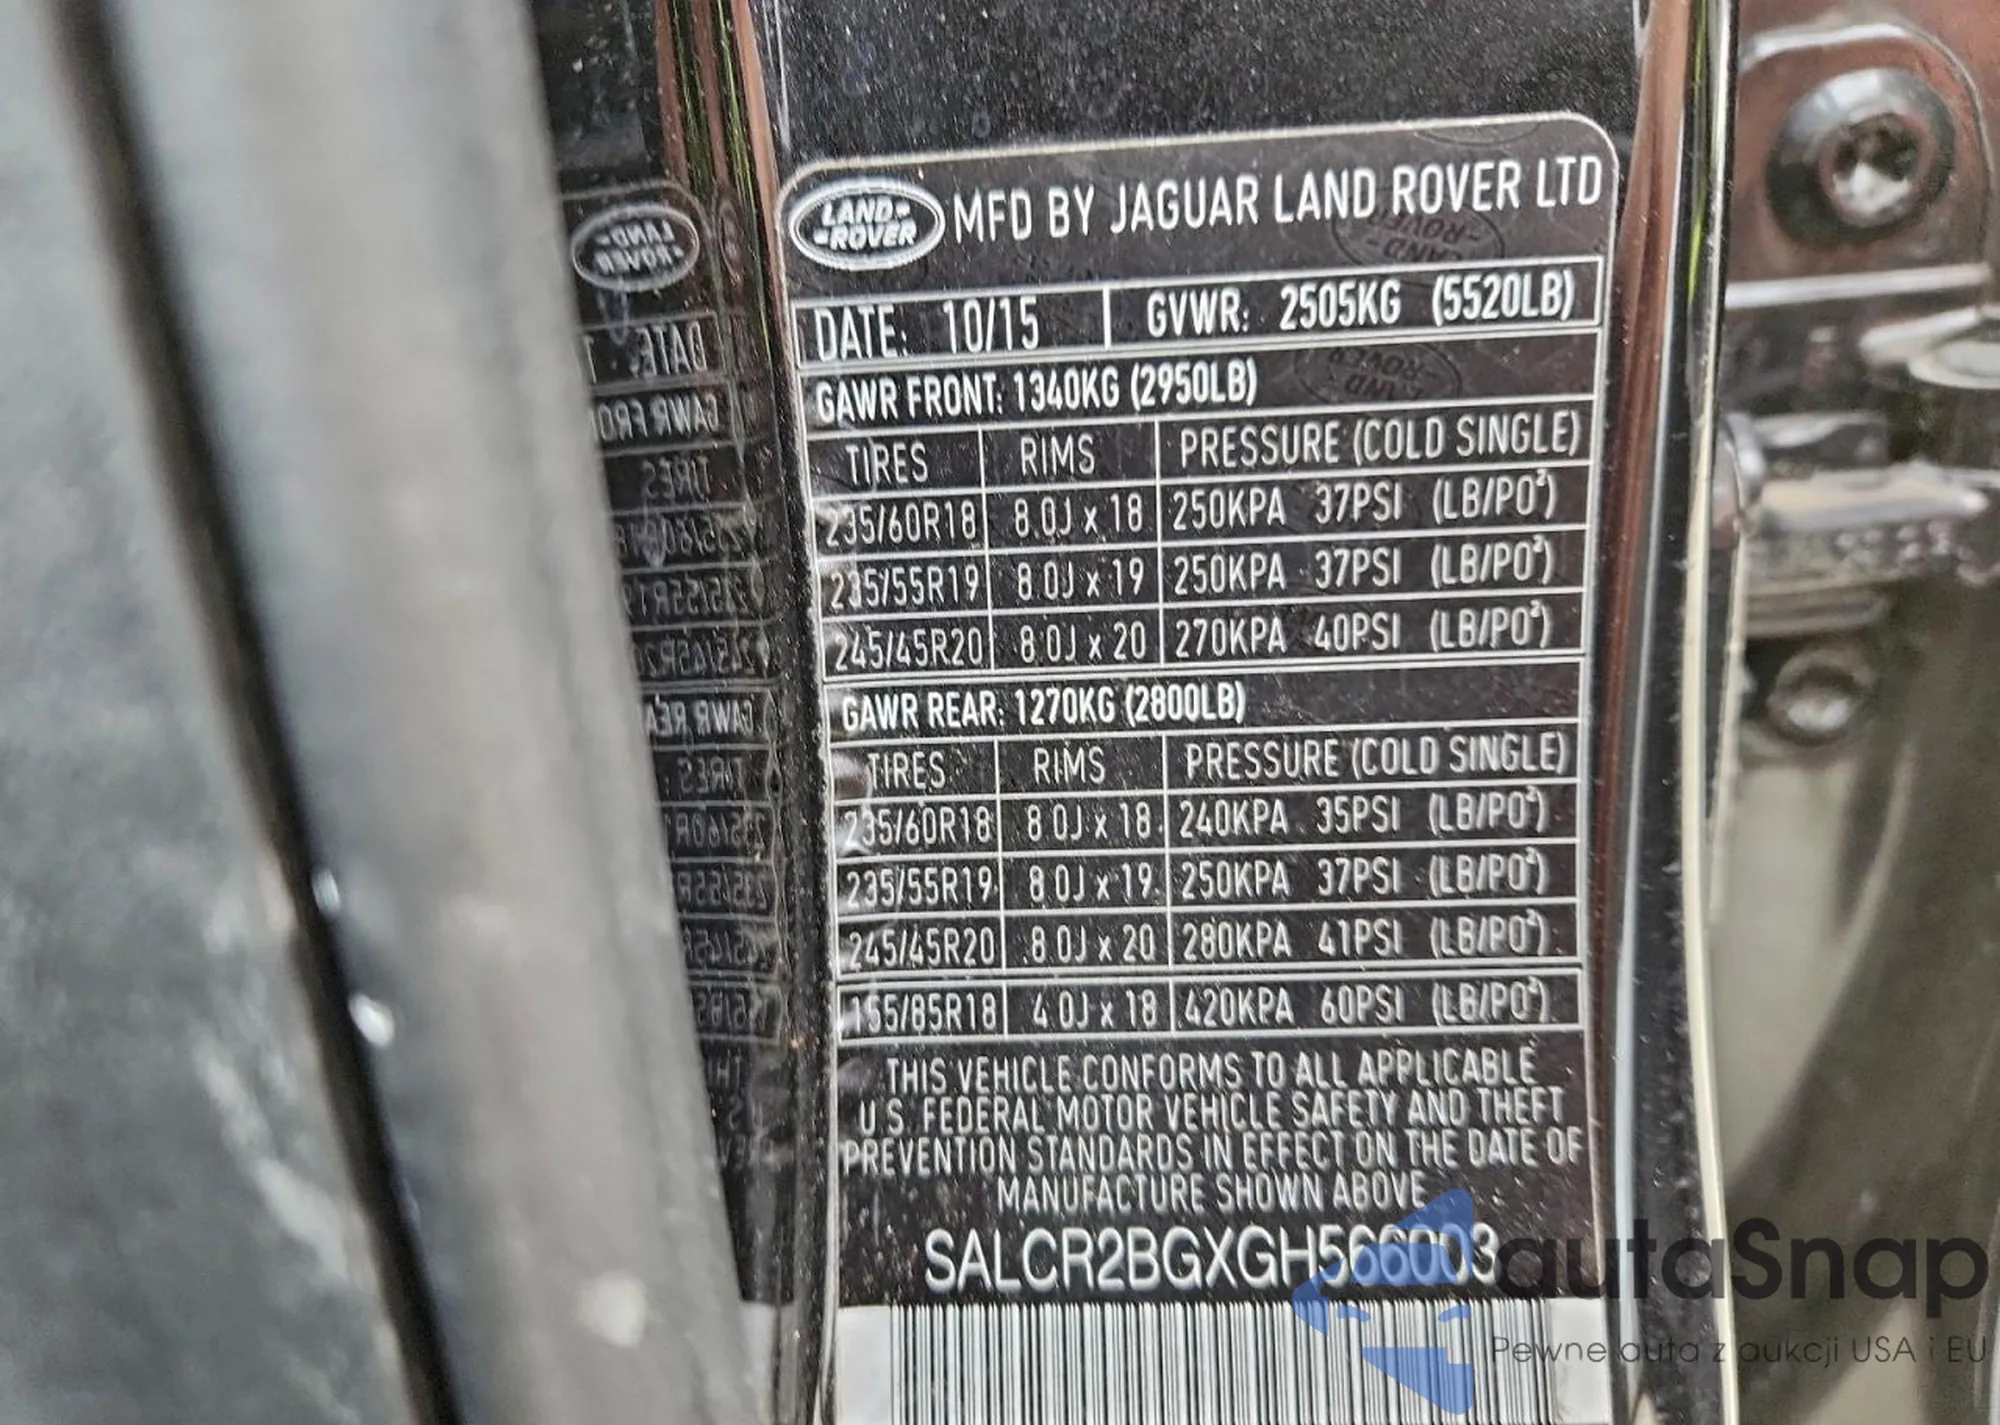 LAND ROVER MFD BY JAGUAR LAND ROVER LTD
DATE: 10/15 GVWR: 2505KG (5520LB)
GAWR FRONT: 1340KG (2950LB)
TIRES RIMS PRESSURE (COLD SINGLE)
235/60R18 8.0J x 18 250KPA 37PSI (LB/PO²)
235/55R19 8.0J x 19 250KPA 37PSI (LB/PO²)
245/45R20 8.0J x 20 270KPA 40PSI (LB/PO²)
GAWR REAR: 1270KG (2800LB)
TIRES RIMS PRESSURE (COLD SINGLE)
235/60R18 8.0J x 18 240KPA 35PSI (LB/PO²)
235/55R19 8.0J x 19 250KPA 37PSI (LB/PO²)
245/45R20 8.0J x 20 280KPA 41PSI (LB/PO²)
155/85R18 4.0J x 18 420KPA 60PSI (LB/PO²)
THIS VEHICLE CONFORMS TO ALL APPLICABLE
U.S. FEDERAL MOTOR VEHICLE SAFETY AND THEFT
PREVENTION STANDARDS IN EFFECT ON THE DATE OF
MANUFACTURE SHOWN ABOVE
SALCR2BGXGH566003
autaSnap
Pewne auta z aukcji USA i EU